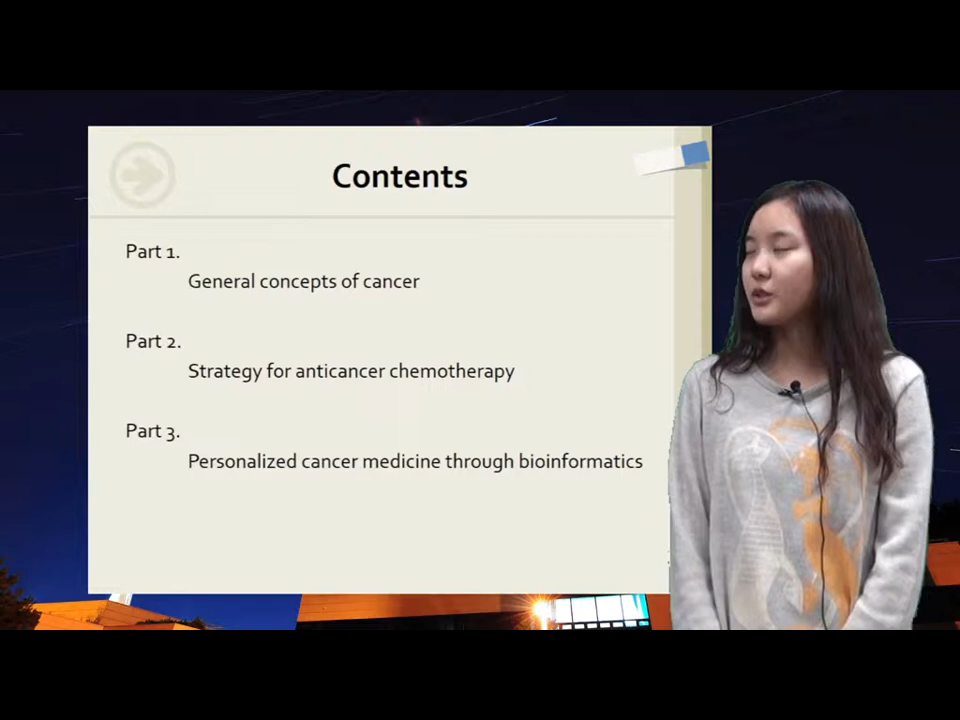 Contents
Part 1.
General concepts of cancer
Part 2.
Strategy for anticancer chemotherapy
Part 3.
Personalized cancer medicine through bioinformatics